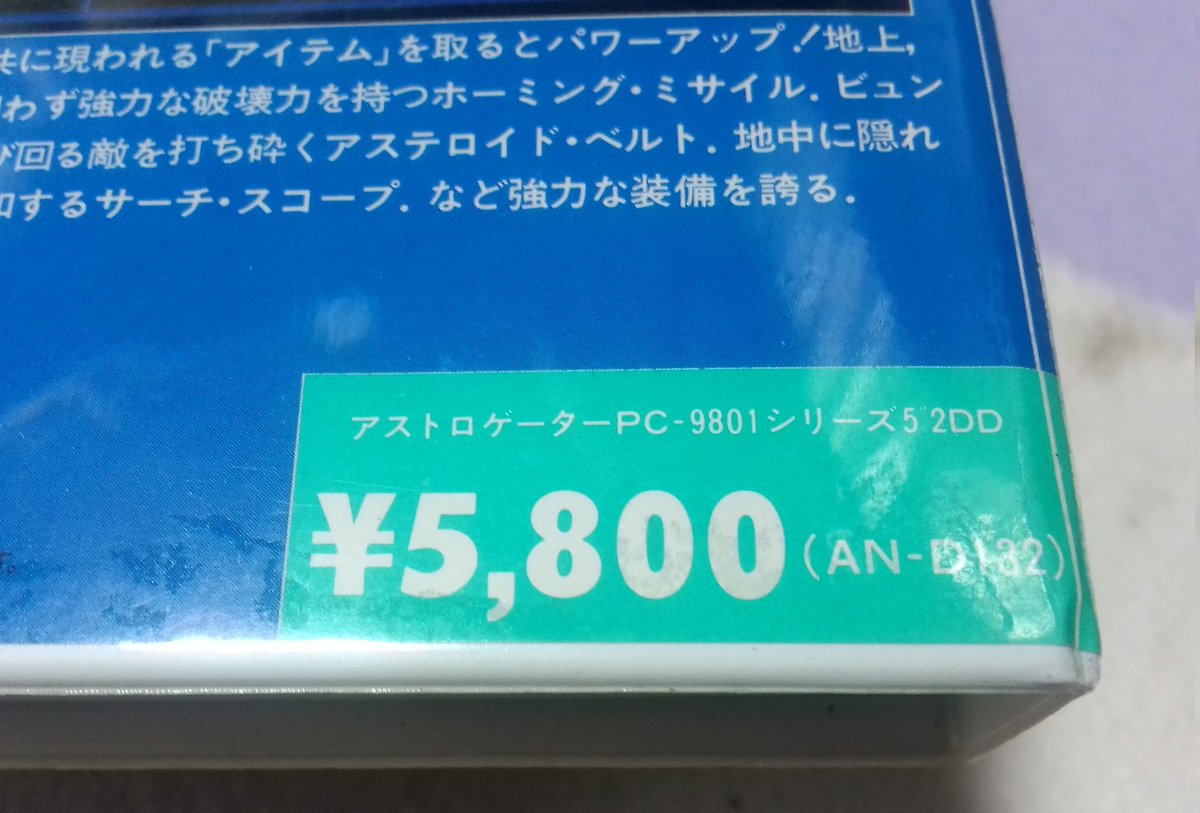 共に現われる「アイテム」を取るとパワーアップ!地上,
わず強力な破壊力を持つホーミング・ミサイル.ビュン
び回る敵を打ち砕くアステロイド・ベルト.地中に隠れ
知するサーチ・スコープ.など強力な装備を誇る.
アストロゲーターPC-9801シリーズ5"2DD
¥5,800(AN-D132)